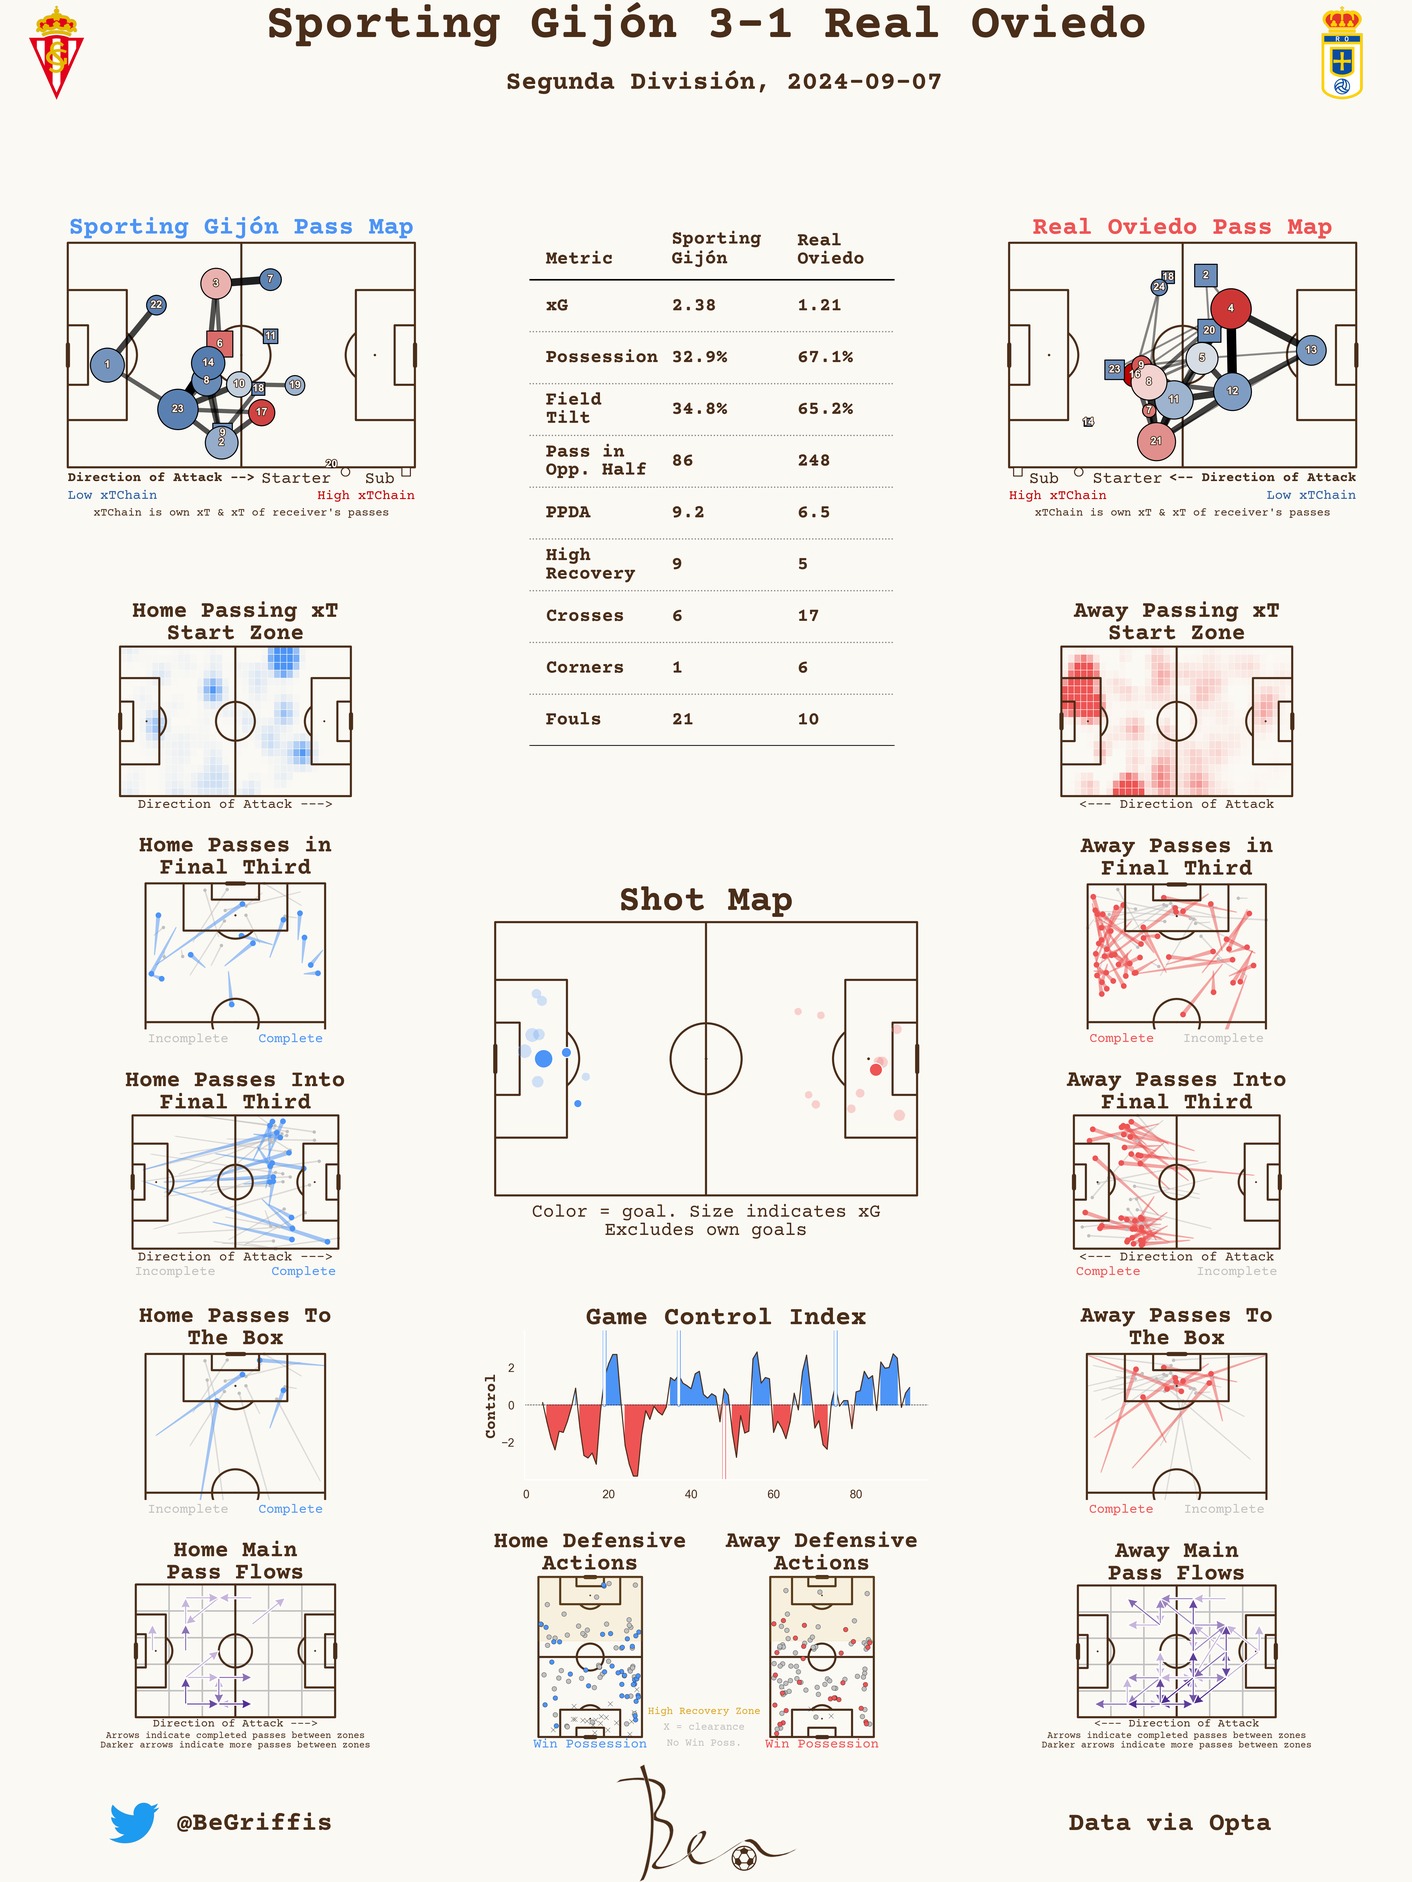 Sporting Gijón 3-1 Real Oviedo
Segunda División, 2024-09-07
R O
Sporting Gijón Pass Map
3
7
22
6
11
1
14
8
10
18
19
23
17
9
2
20
Direction of Attack --> Starter Sub
Low xTChain High xTChain
xTChain is own xT & xT of receiver's passes
Metric Sporting Gijón Real Oviedo
xG 2.38 1.21
Possession 32.9% 67.1%
Field Tilt 34.8% 65.2%
Pass in Opp. Half 86 248
PPDA 9.2 6.5
High Recovery 9 5
Crosses 6 17
Corners 1 6
Fouls 21 10
Real Oviedo Pass Map
18
2
24
4
20
13
5
9
23
16
8
12
11
7
14
21
Sub Starter <-- Direction of Attack
High xTChain Low xTChain
xTChain is own xT & xT of receiver's passes
Home Passing xT
Start Zone
Direction of Attack --->
Away Passing xT
Start Zone
<--- Direction of Attack
Home Passes in
Final Third
Incomplete Complete
Away Passes in
Final Third
Complete Incomplete
Shot Map
Color = goal. Size indicates xG
Excludes own goals
Home Passes Into
Final Third
Direction of Attack --->
Incomplete Complete
Away Passes Into
Final Third
<--- Direction of Attack
Complete Incomplete
Home Passes To
The Box
Incomplete Complete
Game Control Index
Control
2
0
−2
0 20 40 60 80
Away Passes To
The Box
Complete Incomplete
Home Main
Pass Flows
Direction of Attack --->
Arrows indicate completed passes between zones
Darker arrows indicate more passes between zones
Home Defensive
Actions
Win Possession
High Recovery Zone
X = clearance
No Win Poss.
Away Defensive
Actions
Win Possession
Away Main
Pass Flows
<--- Direction of Attack
Arrows indicate completed passes between zones
Darker arrows indicate more passes between zones
@BeGriffis
Ben
Data via Opta